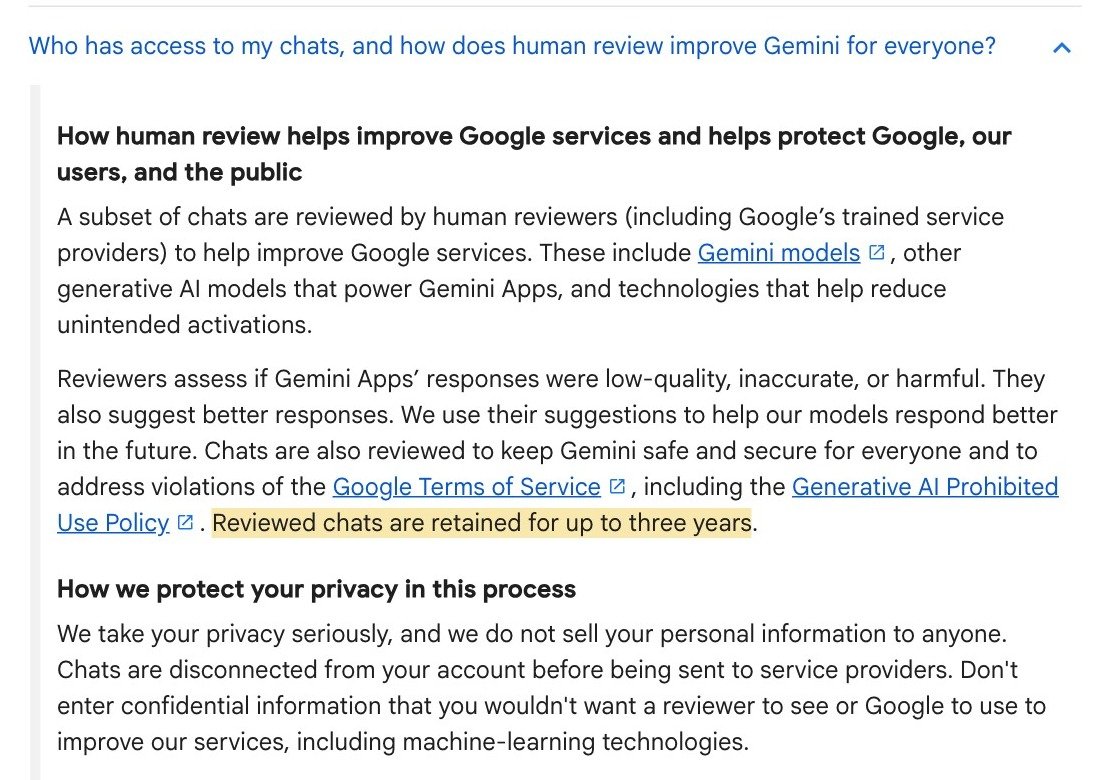 Who has access to my chats, and how does human review improve Gemini for everyone?
How human review helps improve Google services and helps protect Google, our
users, and the public
A subset of chats are reviewed by human reviewers (including Google’s trained service
providers) to help improve Google services. These include Gemini models, other
generative AI models that power Gemini Apps, and technologies that help reduce
unintended activations.
Reviewers assess if Gemini Apps’ responses were low-quality, inaccurate, or harmful. They
also suggest better responses. We use their suggestions to help our models respond better
in the future. Chats are also reviewed to keep Gemini safe and secure for everyone and to
address violations of the Google Terms of Service, including the Generative AI Prohibited
Use Policy. Reviewed chats are retained for up to three years.
How we protect your privacy in this process
We take your privacy seriously, and we do not sell your personal information to anyone.
Chats are disconnected from your account before being sent to service providers. Don't
enter confidential information that you wouldn't want a reviewer to see or Google to use to
improve our services, including machine-learning technologies.